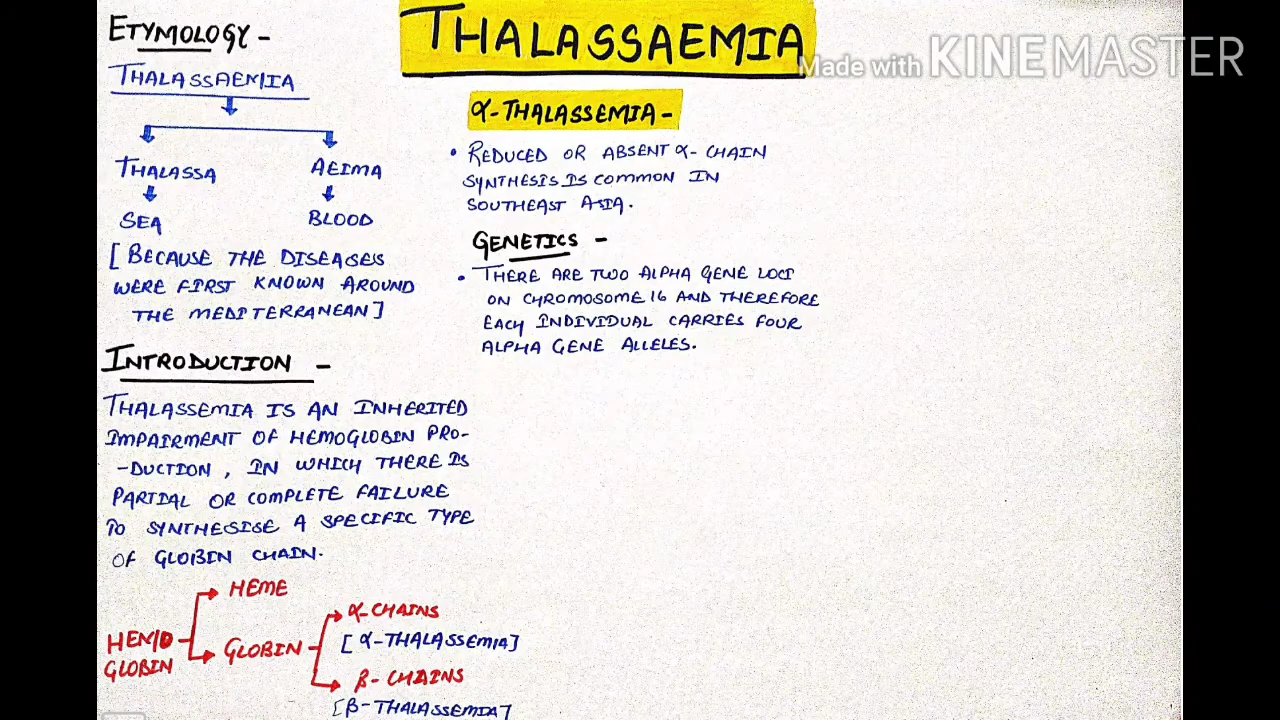 THALASSAEMIA
Made with KINEMASTER
ETYMOLOGY -
THALASSAEMIA
THALASSA AEIMA
SEA BLOOD
[ BECAUSE THE DISEASES
WERE FIRST KNOWN AROUND
THE MEDITERRANEAN ]
INTRODUCTION -
THALASSEMIA IS AN INHERITED
IMPAIRMENT OF HEMOGLOBIN PRO-
-DUCTION, IN WHICH THERE IS
PARTIAL OR COMPLETE FAILURE
TO SYNTHESISE A SPECIFIC TYPE
OF GLOBIN CHAIN.
HEMO
GLOBIN
HEME
GLOBIN
α-CHAINS
[ α-THALASSEMIA]
β-CHAINS
[β-THALASSEMIA]
α-THALASSEMIA-
• REDUCED OR ABSENT α-CHAIN
SYNTHESIS IS COMMON IN
SOUTHEAST ASIA.
GENETICS -
• THERE ARE TWO ALPHA GENE LOCI
ON CHROMOSOME 16 AND THEREFORE
EACH INDIVIDUAL CARRIES FOUR
ALPHA GENE ALLELES.